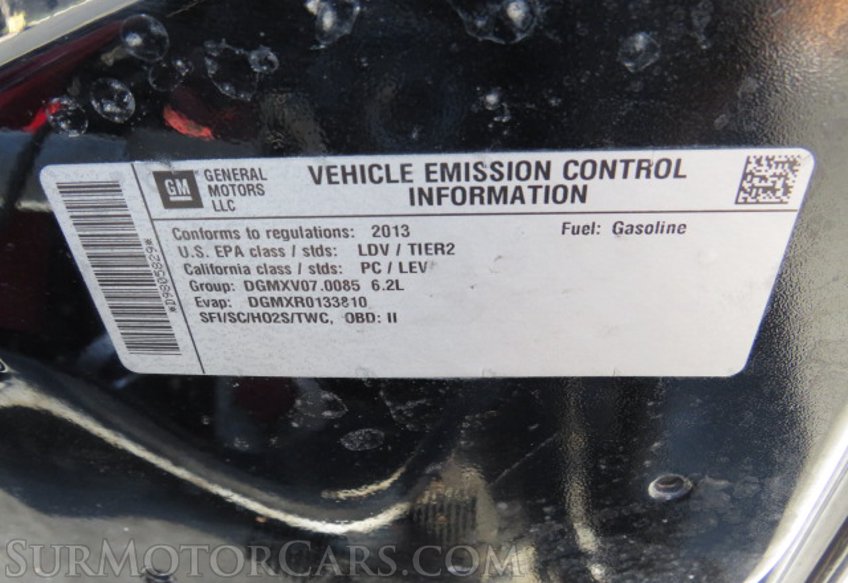 GM
GENERAL
MOTORS
LLC
VEHICLE EMISSION CONTROL
INFORMATION
Conforms to regulations: 2013
Fuel: Gasoline
U.S. EPA class / stds: LDV / TIER2
California class / stds: PC / LEV
Group: DGMXV07.0085 6.2L
Evap: DGMXR0133810
SFI/SC/HO2S/TWC, OBD: II
*D9805829*
SurMotorCars.com